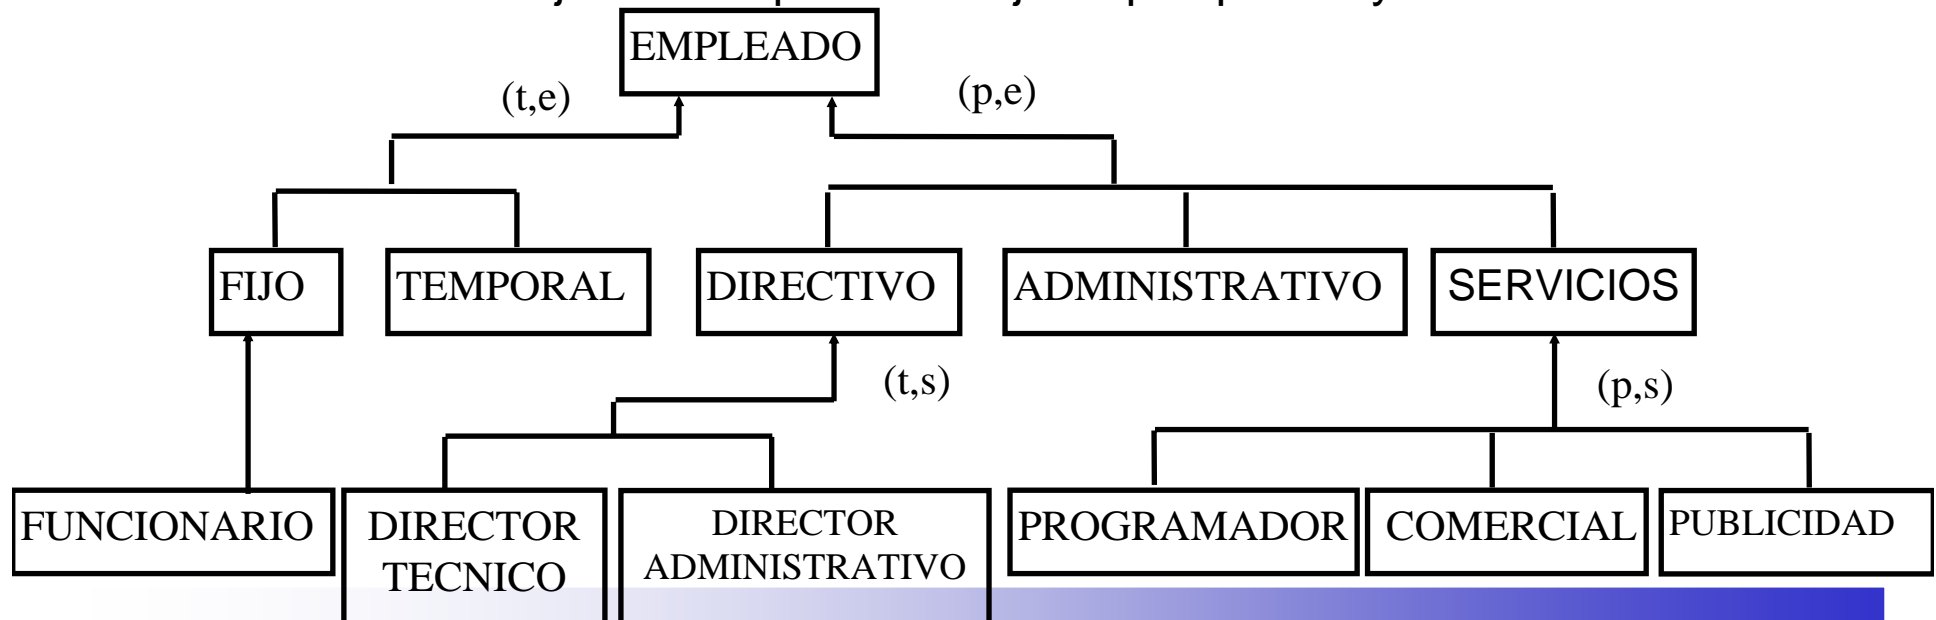 EMPLEADO
(t,e)
(p,e)
FIJO
TEMPORAL
DIRECTIVO
ADMINISTRATIVO
SERVICIOS
(t,s)
(p,s)
FUNCIONARIO
DIRECTOR
TECNICO
DIRECTOR
ADMINISTRATIVO
PROGRAMADOR
COMERCIAL
PUBLICIDAD